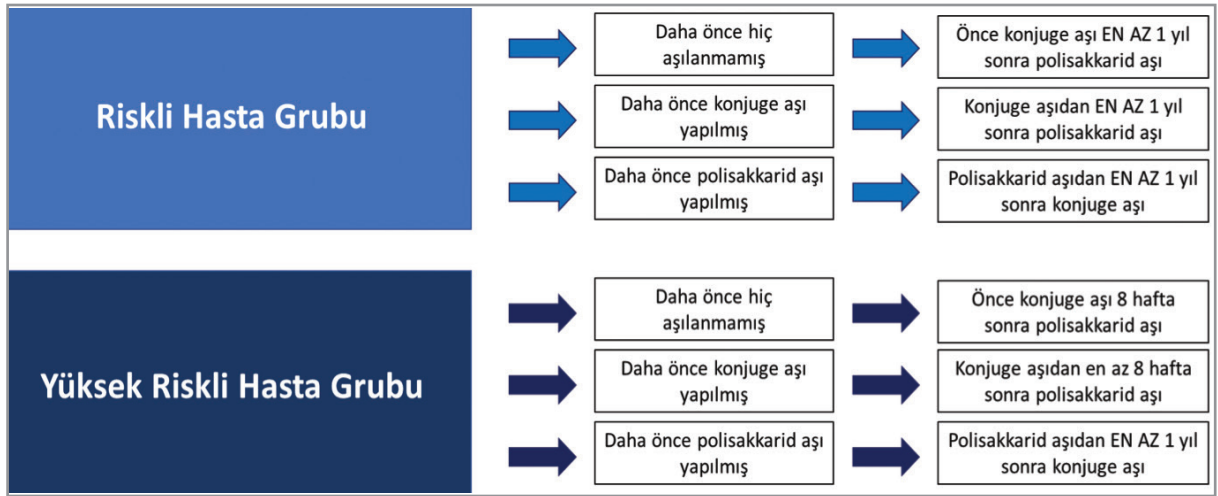 Riskli Hasta Grubu
Daha önce hiç
aşılanmamış
Önce konjuge aşı EN AZ 1 yıl
sonra polisakkarid aşı
Daha önce konjuge aşı
yapılmış
Konjuge aşıdan EN AZ 1 yıl
sonra polisakkarid aşı
Daha önce polisakkarid aşı
yapılmış
Polisakkarid aşıdan EN AZ 1 yıl
sonra konjuge aşı
Yüksek Riskli Hasta Grubu
Daha önce hiç
aşılanmamış
Önce konjuge aşı 8 hafta
sonra polisakkarid aşı
Daha önce konjuge aşı
yapılmış
Konjuge aşıdan en az 8 hafta
sonra polisakkarid aşı
Daha önce polisakkarid aşı
yapılmış
Polisakkarid aşıdan EN AZ 1 yıl
sonra konjuge aşı